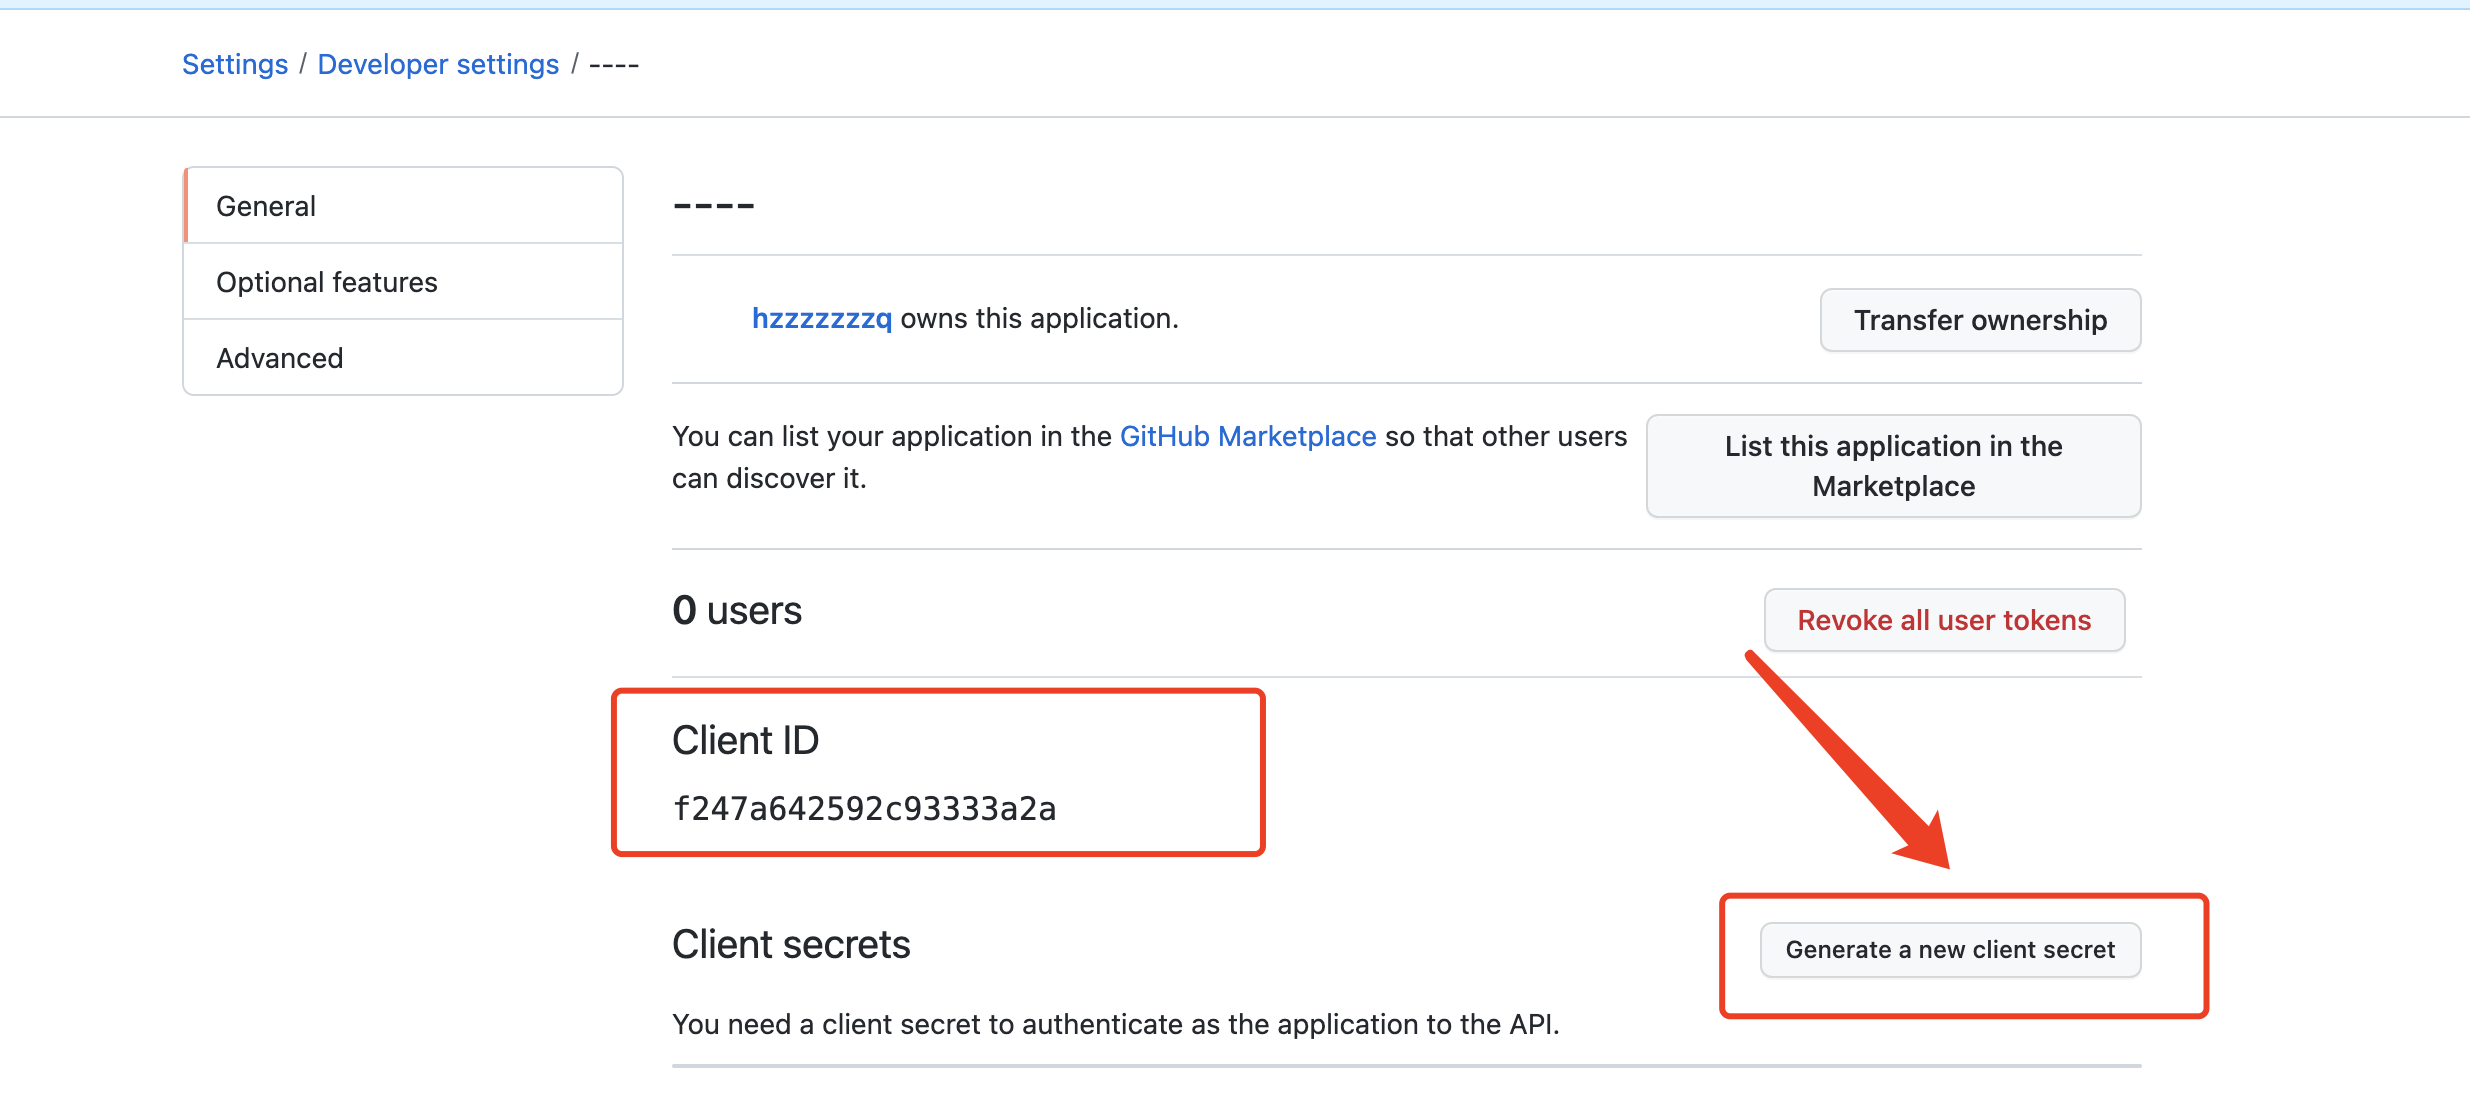 Settings / Developer settings / ----
General
Optional features
Advanced
----
hzzzzzzzq owns this application.
Transfer ownership
You can list your application in the GitHub Marketplace so that other users
can discover it.
List this application in the
Marketplace
0 users
Revoke all user tokens
Client ID
f247a642592c93333a2a
Client secrets
Generate a new client secret
You need a client secret to authenticate as the application to the API.